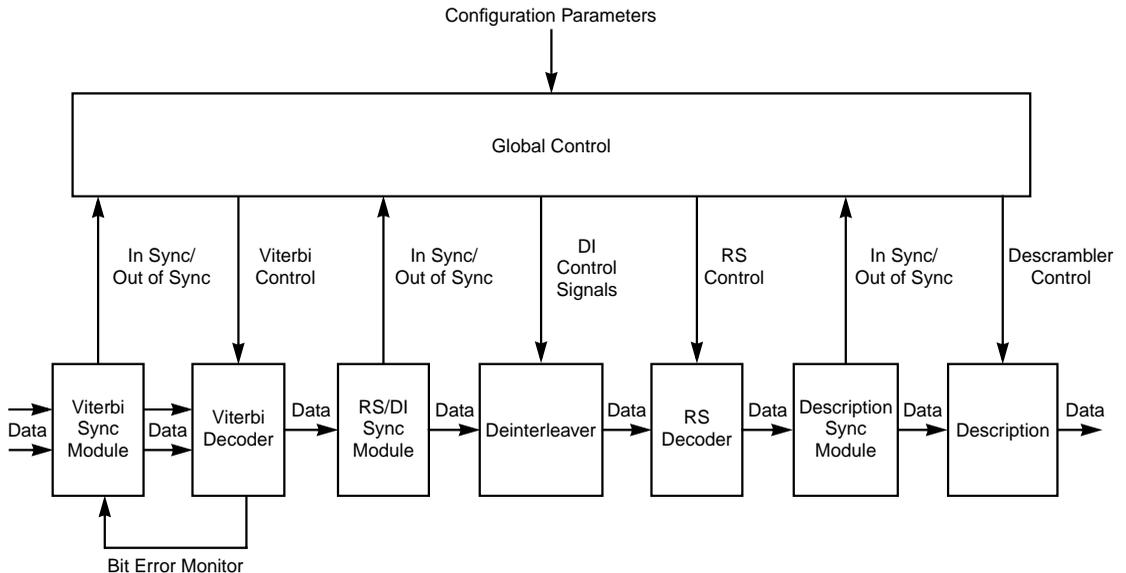 Configuration Parameters
Global Control
In Sync/
Out of Sync
Viterbi
Control
In Sync/
Out of Sync
DI
Control
Signals
RS
Control
In Sync/
Out of Sync
Descrambler
Control
Data
Viterbi
Sync
Module
Data
Viterbi
Decoder
Data
RS/DI
Sync
Module
Data
Deinterleaver
Data
RS
Decoder
Data
Description
Sync
Module
Data
Description
Data
Bit Error Monitor